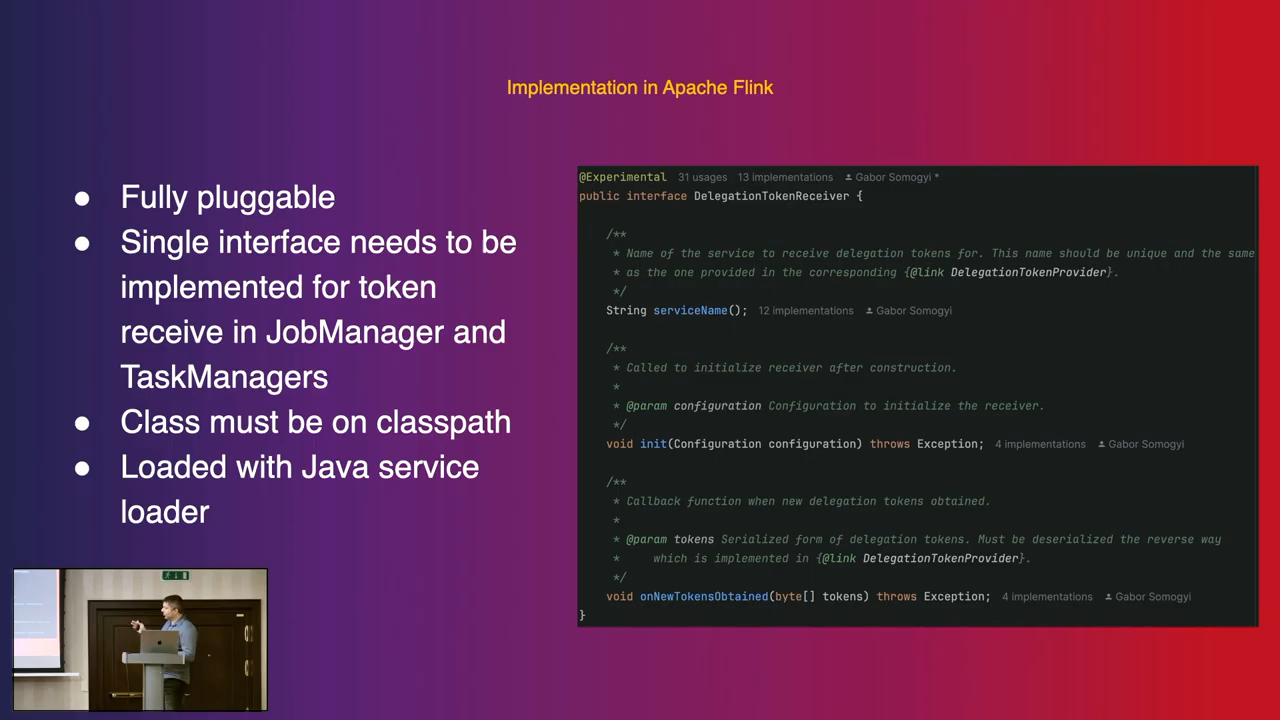 Implementation in Apache Flink
● Fully pluggable
● Single interface needs to be
implemented for token
receive in JobManager and
TaskManagers
● Class must be on classpath
● Loaded with Java service
loader
@Experimental 31 usages 13 implementations Gabor Somogyi *
public interface DelegationTokenReceiver {
/**
* Name of the service to receive delegation tokens for. This name should be unique and the same
* as the one provided in the corresponding {@link DelegationTokenProvider}.
*/
String serviceName(); 12 implementations Gabor Somogyi
/**
* Called to initialize receiver after construction.
*
* @param configuration Configuration to initialize the receiver.
*/
void init(Configuration configuration) throws Exception; 4 implementations Gabor Somogyi
/**
* Callback function when new delegation tokens obtained.
*
* @param tokens Serialized form of delegation tokens. Must be deserialized the reverse way
* which is implemented in {@link DelegationTokenProvider}.
*/
void onNewTokensObtained(byte[] tokens) throws Exception; 4 implementations Gabor Somogyi
}